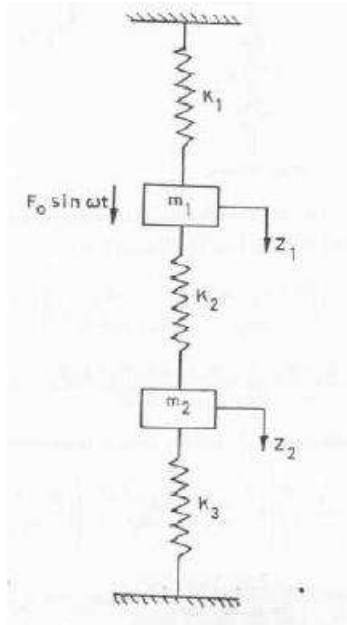 K₁
F₀ sin ωt
m₁
Z₁
K₂
m₂
Z₂
K₃